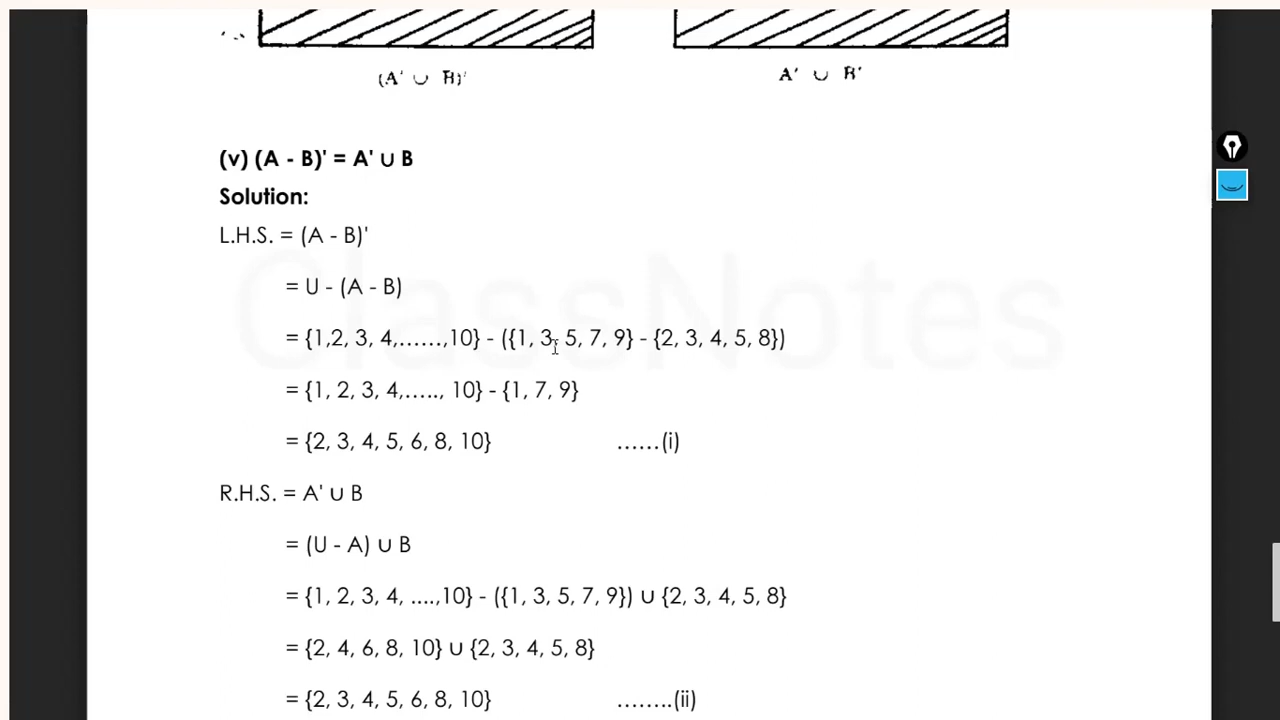 (A' ∪ B)' A' ∪ B'
(v) (A - B)' = A' ∪ B
Solution:
L.H.S. = (A - B)'
= U - (A - B)
= {1,2, 3, 4,......,10} - ({1, 3, 5, 7, 9} - {2, 3, 4, 5, 8})
= {1, 2, 3, 4,....., 10} - {1, 7, 9}
= {2, 3, 4, 5, 6, 8, 10} ......(i)
R.H.S. = A' ∪ B
= (U - A) ∪ B
= {1, 2, 3, 4, ....,10} - ({1, 3, 5, 7, 9}) ∪ {2, 3, 4, 5, 8}
= {2, 4, 6, 8, 10} ∪ {2, 3, 4, 5, 8}
= {2, 3, 4, 5, 6, 8, 10} ........(ii)
ClassNotes